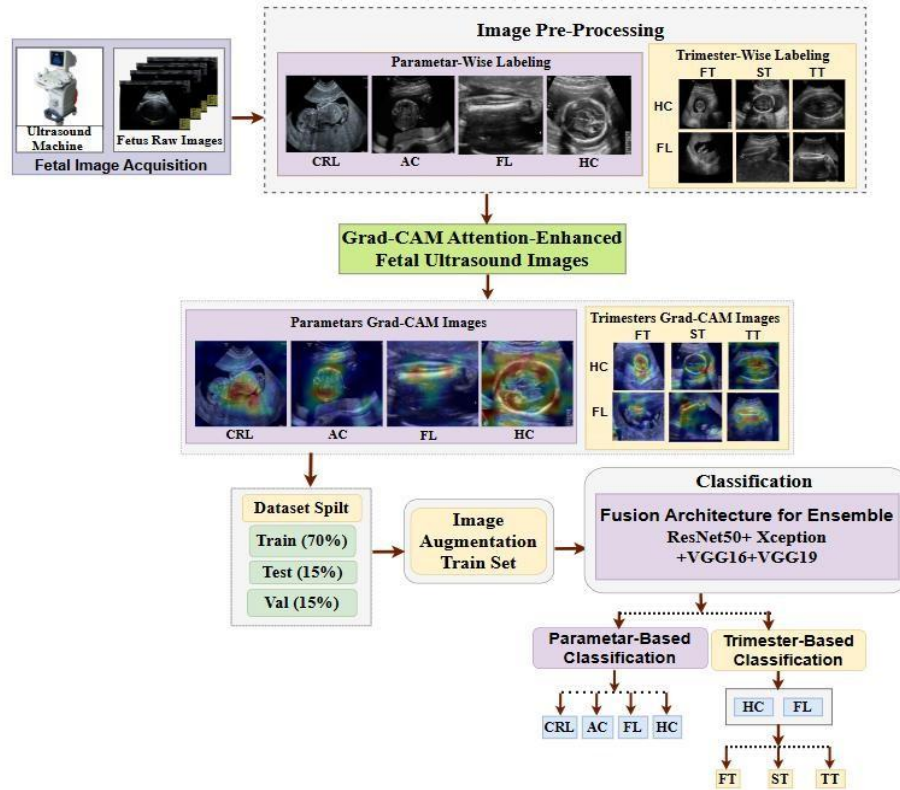 Image Pre-Processing
Ultrasound
Machine
Fetus Raw Images
Fetal Image Acquisition
Parametar-Wise Labeling
CRL
AC
FL
HC
Trimester-Wise Labeling
FT
ST
TT
HC
FL
Grad-CAM Attention-Enhanced
Fetal Ultrasound Images
Parametars Grad-CAM Images
CRL
AC
FL
HC
Trimesters Grad-CAM Images
FT
ST
TT
HC
FL
Dataset Spilt
Train (70%)
Test (15%)
Val (15%)
Image
Augmentation
Train Set
Classification
Fusion Architecture for Ensemble
ResNet50+ Xception
+VGG16+VGG19
Parametar-Based
Classification
CRL
AC
FL
HC
Trimester-Based
Classification
HC
FL
FT
ST
TT